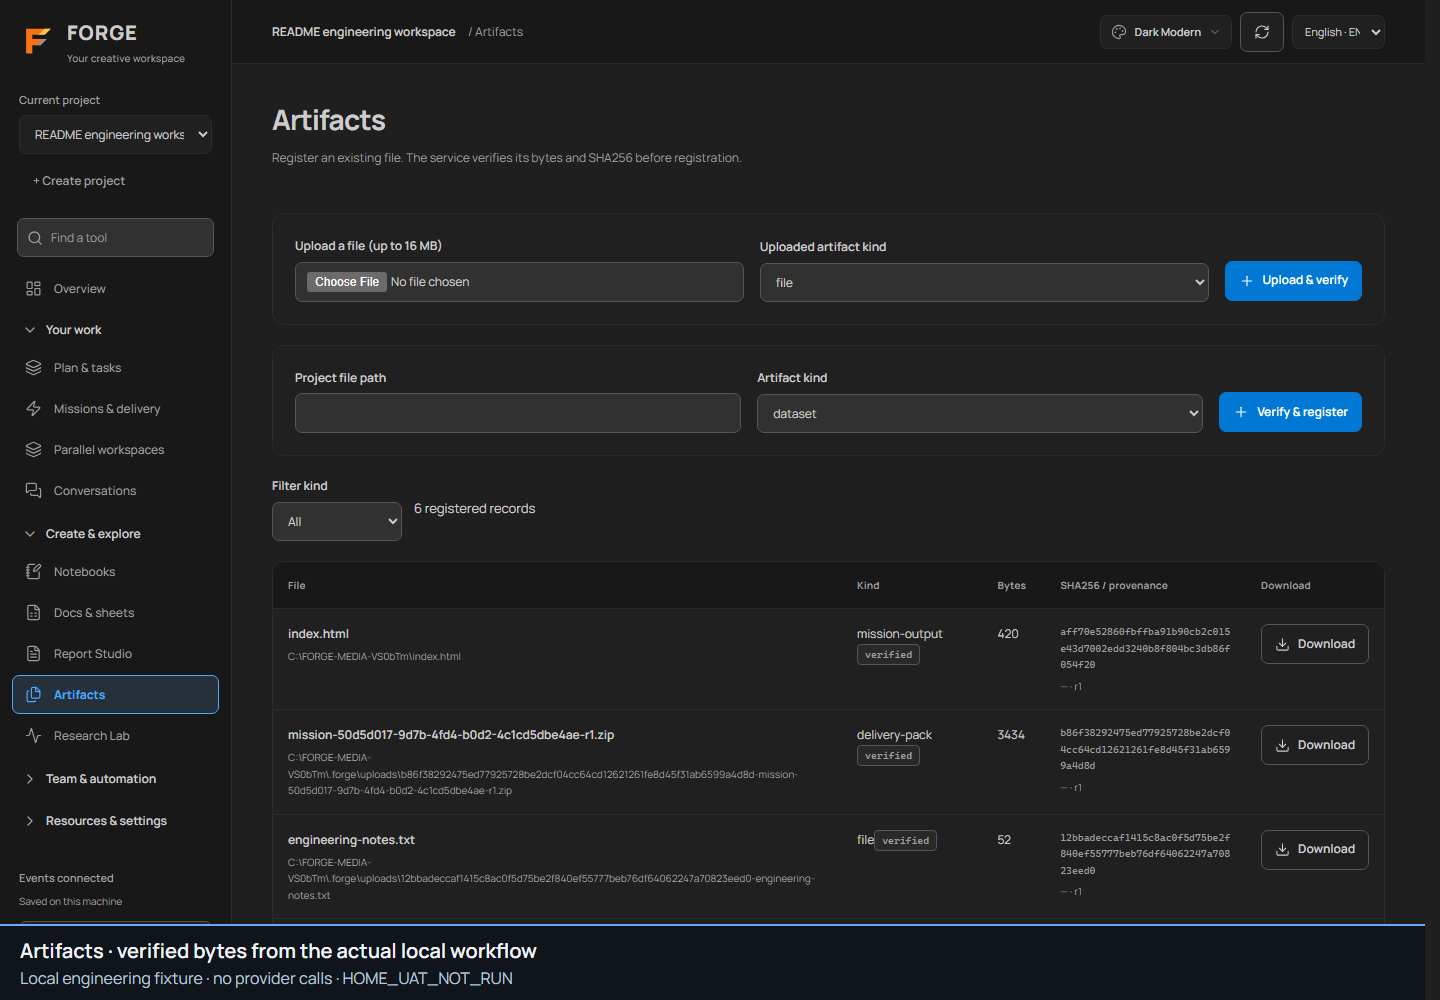 FORGE
Your creative workspace
Current project
README engineering works
+ Create project
Find a tool
Overview
Your work
Plan & tasks
Missions & delivery
Parallel workspaces
Conversations
Create & explore
Notebooks
Docs & sheets
Report Studio
Artifacts
Research Lab
Team & automation
Resources & settings
Events connected
Saved on this machine
README engineering workspace / Artifacts
Dark Modern
English · EN
Artifacts
Register an existing file. The service verifies its bytes and SHA256 before registration.
Upload a file (up to 16 MB)
Choose File No file chosen
Uploaded artifact kind
file
+ Upload & verify
Project file path
Artifact kind
dataset
+ Verify & register
Filter kind
All
6 registered records
File Kind Bytes SHA256 / provenance Download
index.html
C:\FORGE-MEDIA-VS0bTm\index.html
mission-output
verified
420
aff70e52860fbffba91b90cb2c015
e43d7002edd3240b8f804bc3db86f
054f20
— · r1
Download
mission-50d5d017-9d7b-4fd4-b0d2-4c1cd5dbe4ae-r1.zip
C:\FORGE-MEDIA-
VS0bTm\.forge\uploads\b86f38292475ed77925728be2dcf04cc64cd12621261fe8d45f31ab6599a4d8d-mission-
50d5d017-9d7b-4fd4-b0d2-4c1cd5dbe4ae-r1.zip
delivery-pack
verified
3434
b86f38292475ed77925728be2dcf0
4cc64cd12621261fe8d45f31ab659
9a4d8d
— · r1
Download
engineering-notes.txt
C:\FORGE-MEDIA-
VS0bTm\.forge\uploads\12bbadeccaf1415c8ac0f5d75be2f840ef55777beb76df64062247a70823eed0-engineering-
notes.txt
file verified
52
12bbadeccaf1415c8ac0f5d75be2f
840ef55777beb76df64062247a708
23eed0
— · r1
Download
Artifacts · verified bytes from the actual local workflow
Local engineering fixture · no provider calls · HOME_UAT_NOT_RUN